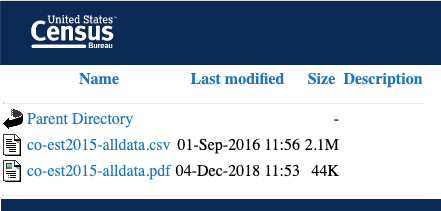 United States™
Census
Bureau
Name Last modified Size Description
Parent Directory -
co-est2015-alldata.csv 01-Sep-2016 11:56 2.1M
co-est2015-alldata.pdf 04-Dec-2018 11:53 44K